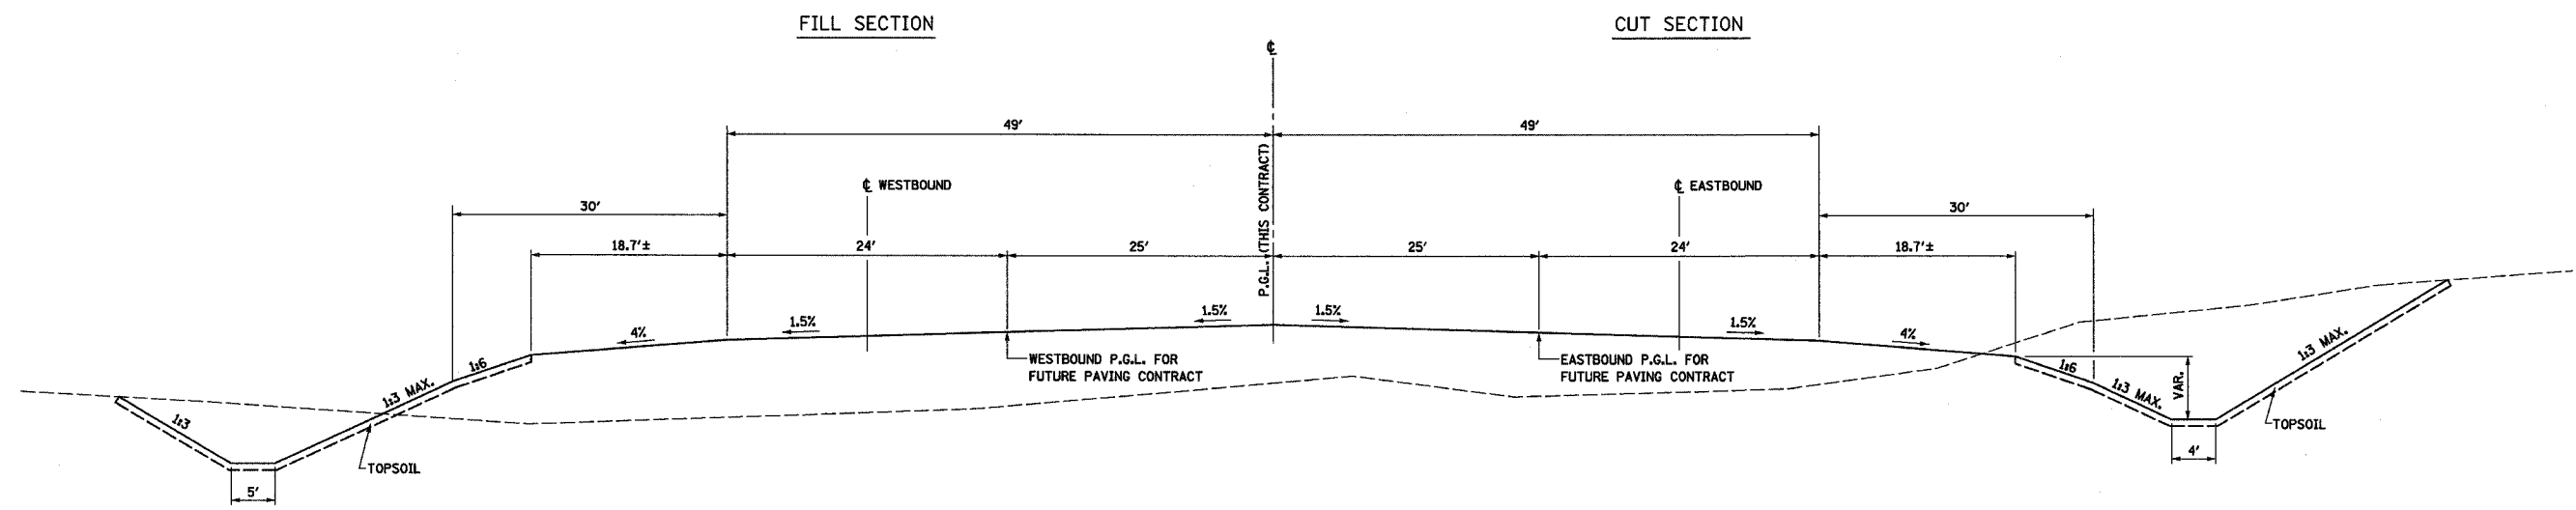 FILL SECTION
CUT SECTION
℄
49'
49'
P.G.L. (THIS CONTRACT)
℄ WESTBOUND
℄ EASTBOUND
30'
30'
18.7'±
24'
25'
25'
24'
18.7'±
4%
1.5%
1.5%
1.5%
1.5%
4%
WESTBOUND P.G.L. FOR
FUTURE PAVING CONTRACT
EASTBOUND P.G.L. FOR
FUTURE PAVING CONTRACT
1:3
1:3 MAX.
1:6
1:6
1:3 MAX.
VAR.
1:3 MAX.
TOPSOIL
TOPSOIL
5'
4'